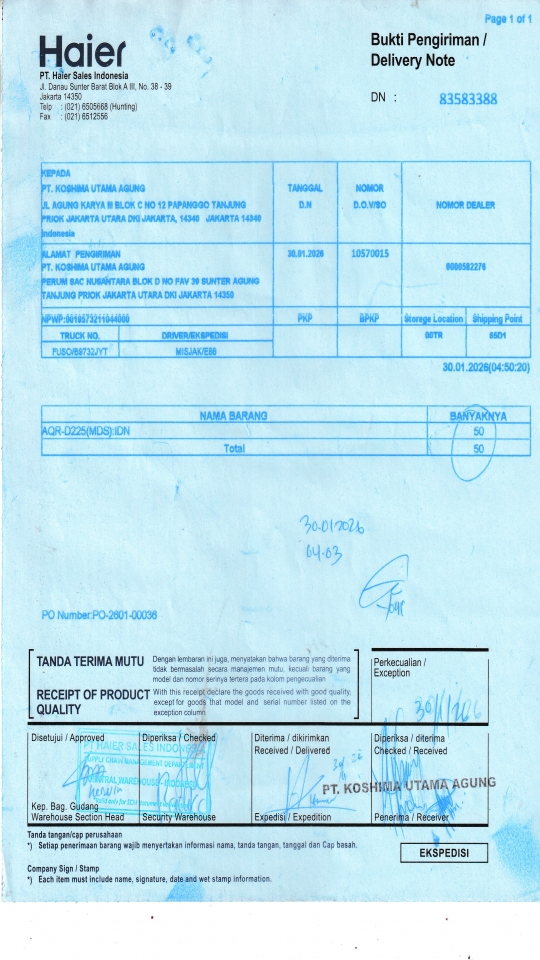 Page 1 of 1
Haier
Bukti Pengiriman /
Delivery Note
PT. Haier Sales Indonesia
Jl. Danau Sunter Barat Blok A III, No. 38 - 39
Jakarta 14350
Telp : (021) 6505668 (Hunting)
Fax : (021) 6512556
DN : 83583388
KEPADA
PT. KOSHIMA UTAMA AGUNG
JL AGUNG KARYA III BLOK C NO 12 PAPANGGO TANJUNG
PRIOK JAKARTA UTARA DKI JAKARTA, 14340 JAKARTA 14340
Indonesia
TANGGAL
D.N
NOMOR
D.O.V/SO
NOMOR DEALER
ALAMAT PENGIRIMAN
PT. KOSHIMA UTAMA AGUNG
PERUM SAC NUSANTARA BLOK D NO FAV 39 SUNTER AGUNG
TANJUNG PRIOK JAKARTA UTARA DKI JAKARTA 14350
30.01.2026
10570015
0000582276
NPWP:0019573211044000
PKP
Storege Location
Shipping Point
TRUCK NO.
DRIVER/EKSPEDISI
00TR
85D1
FUSO/B9732JYT
MISJAK/E88
30.01.2026(04:50:20)
NAMA BARANG
BANYAKNYA
AQR-D225(MDS):IDN
50
Total
50
30-01-2026
04.03
PO Number:PO-2601-00036
TANDA TERIMA MUTU
Dengan lembaran ini juga, menyatakan bahwa barang yang diterima
tidak bermasalah secara manajemen mutu, kecuali barang yang
model dan nomor serinya tertera pada kolom pengecualian
RECEIPT OF PRODUCT
QUALITY
With this receipt declare the goods received with good quality,
except for goods that model and serial number listed on the
exception column
Perkecualian /
Exception
Disetujui / Approved
Diperiksa / Checked
Diterima / dikirimkan
Received / Delivered
Diperiksa / diterima
Checked / Received
PT HAIER SALES INDONESIA
SUPPLY CHAIN MANAGEMENT DEPARTMENT
PT. KOSHIMA UTAMA AGUNG
Kep. Bag. Gudang
Warehouse Section Head
Security Warehouse
Expedisi / Expedition
Penerima / Receiver
Tanda tangan/cap perusahaan
*) Setiap penerimaan barang wajib menyertakan informasi nama, tanda tangan, tanggal dan Cap basah.
EKSPEDISI
Company Sign / Stamp
*) Each item must include name, signature, date and wet stamp information.